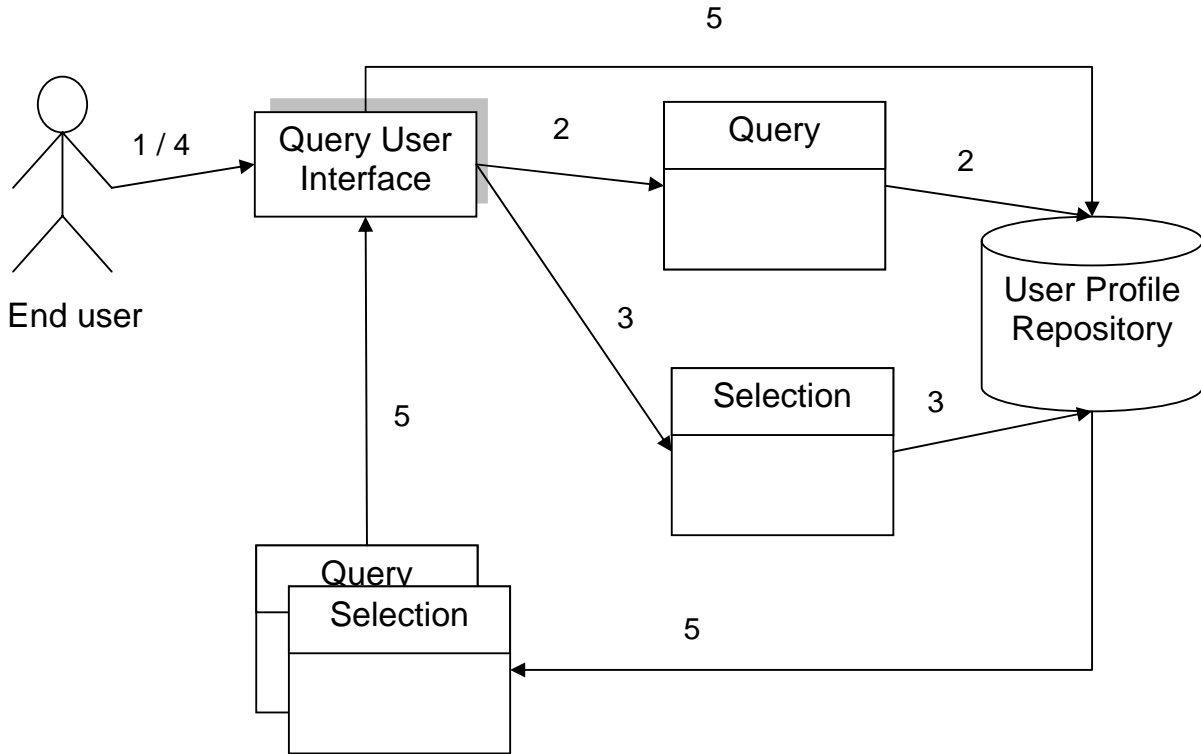 5
1 / 4
Query User
Interface
2
Query
2
End user
3
User Profile
Repository
Selection
3
5
Query
Selection
5